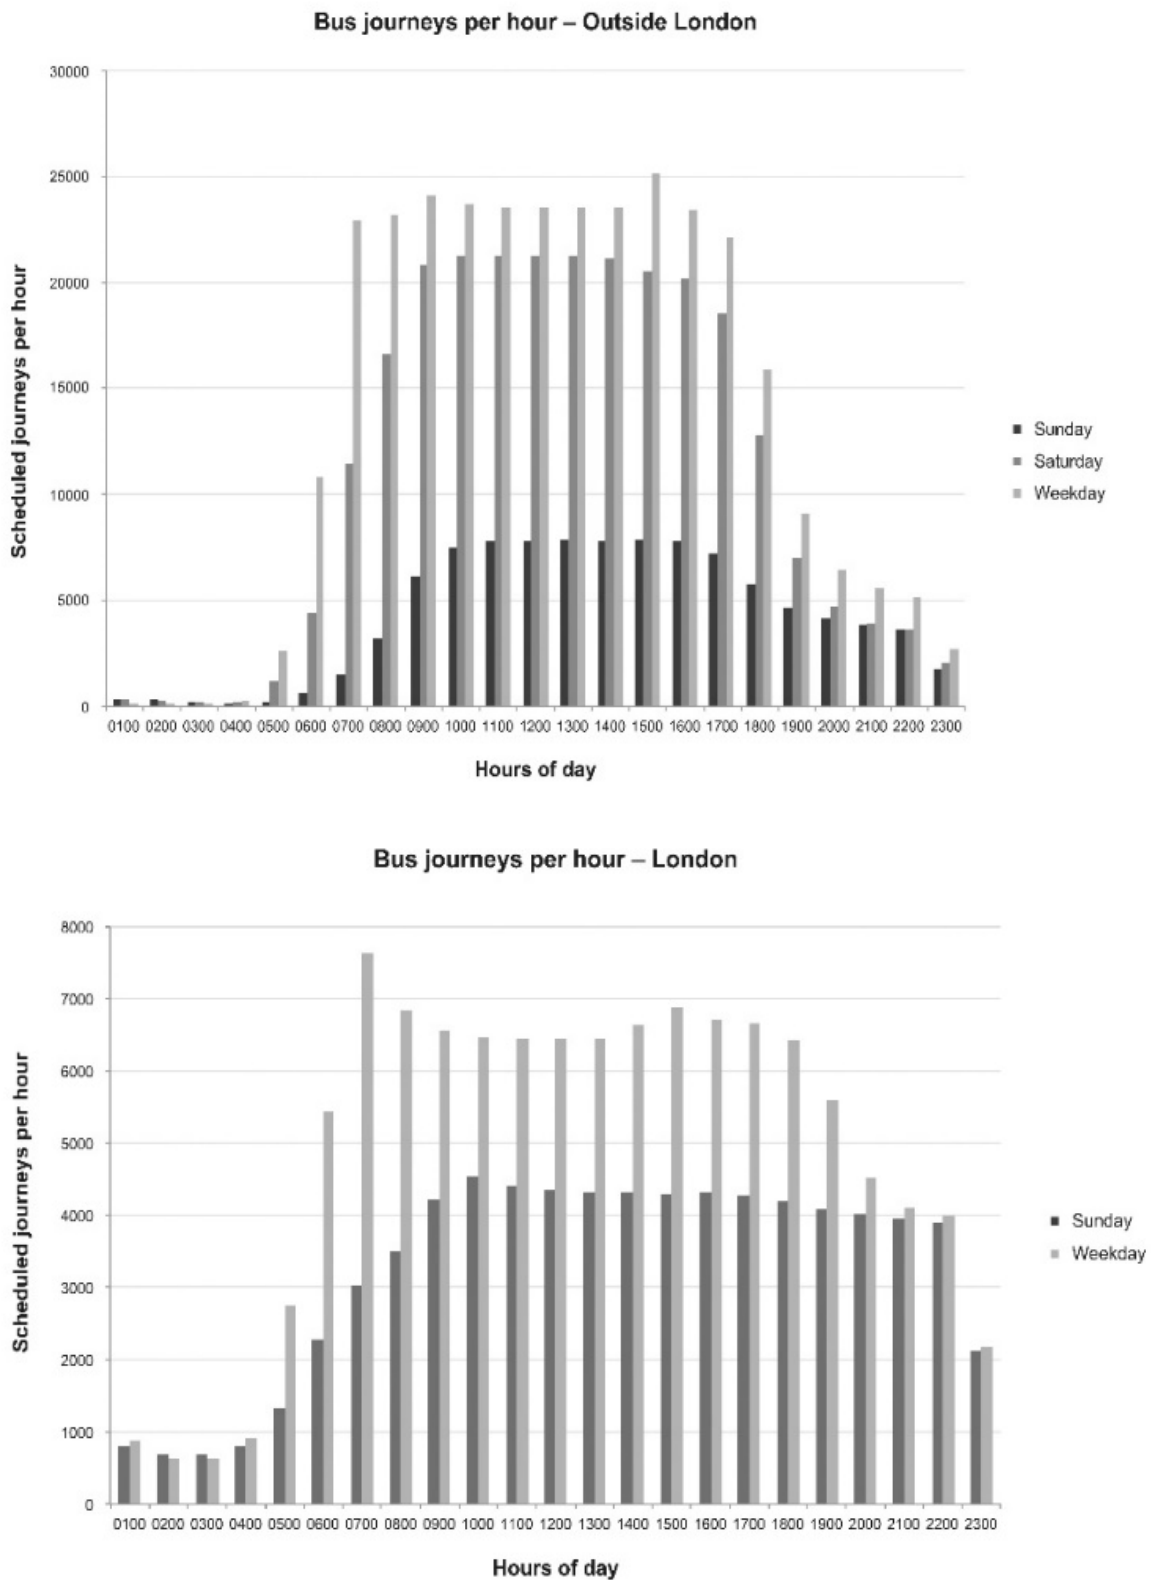 Bus journeys per hour – Outside London
30000
25000
20000
15000
10000
5000
0
Scheduled journeys per hour
0100 0200 0300 0400 0500 0600 0700 0800 0900 1000 1100 1200 1300 1400 1500 1600 1700 1800 1900 2000 2100 2200 2300
Hours of day
Sunday
Saturday
Weekday
Bus journeys per hour – London
8000
7000
6000
5000
4000
3000
2000
1000
0
Scheduled journeys per hour
0100 0200 0300 0400 0500 0600 0700 0800 0900 1000 1100 1200 1300 1400 1500 1600 1700 1800 1900 2000 2100 2200 2300
Hours of day
Sunday
Weekday